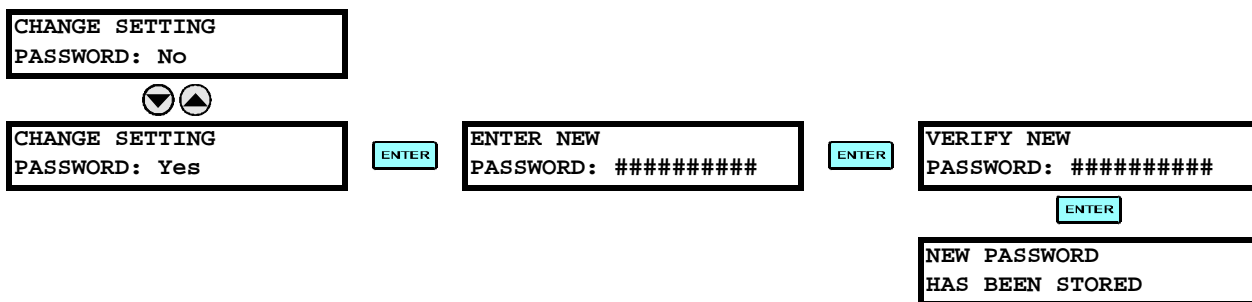 CHANGE SETTING
PASSWORD: No
CHANGE SETTING
PASSWORD: Yes
ENTER
ENTER NEW
PASSWORD: ##########
ENTER
VERIFY NEW
PASSWORD: ##########
ENTER
NEW PASSWORD
HAS BEEN STORED